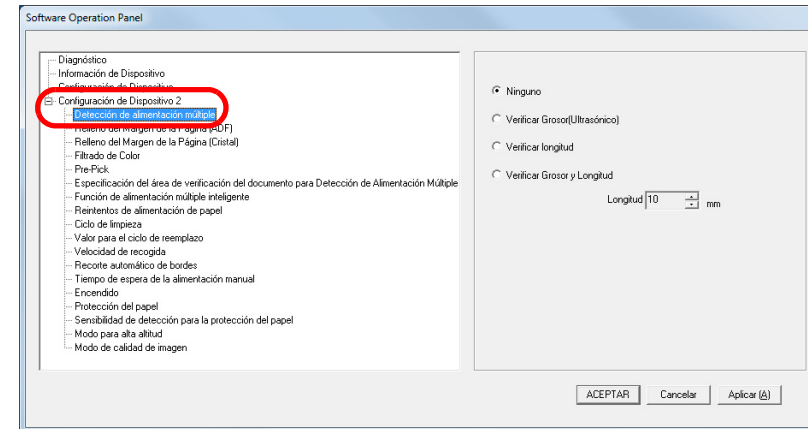 Software Operation Panel
Diagnóstico
Información de Dispositivo
Configuración de Dispositivo
Configuración de Dispositivo 2
Detección de alimentación múltiple
Relleno del Margen de la Página (ADF)
Relleno del Margen de la Página (Cristal)
Filtrado de Color
Pre-Pick
Especificación del área de verificación del documento para Detección de Alimentación Múltiple
Función de alimentación múltiple inteligente
Reintentos de alimentación de papel
Ciclo de limpieza
Valor para el ciclo de reemplazo
Velocidad de recogida
Recorte automático de bordes
Tiempo de espera de la alimentación manual
Encendido
Protección del papel
Sensibilidad de detección para la protección del papel
Modo para alta altitud
Modo de calidad de imagen
Ninguno
Verificar Grosor(Ultrasónico)
Verificar longitud
Verificar Grosor y Longitud
Longitud 10 mm
ACEPTAR Cancelar Aplicar (A)